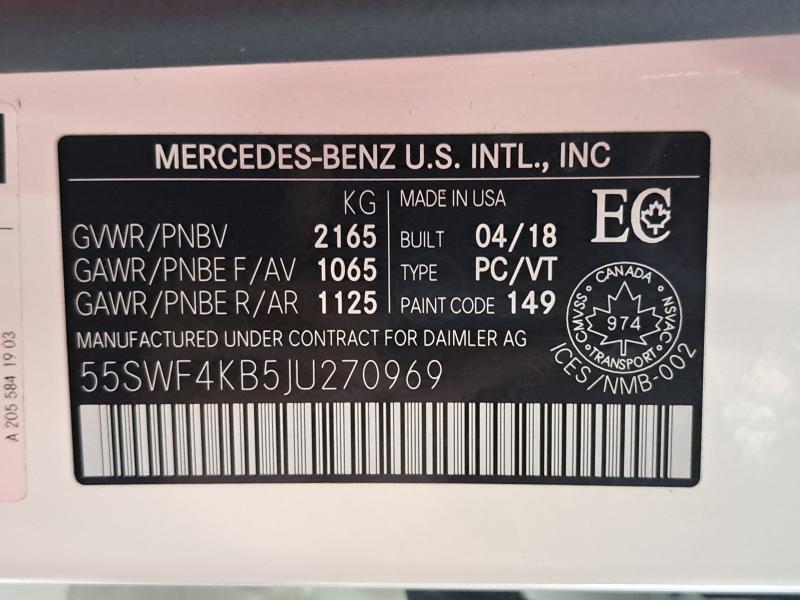 MERCEDES-BENZ U.S. INTL., INC
KG
GVWR/PNBV 2165
GAWR/PNBE F/AV 1065
GAWR/PNBE R/AR 1125
MADE IN USA
BUILT 04/18
TYPE PC/VT
PAINT CODE 149
EC
CANADA
CMVSS 974 NSVAC
TRANSPORT
ICES/NMB-002
MANUFACTURED UNDER CONTRACT FOR DAIMLER AG
55SWF4KB5JU270969
A 205 584 19 03